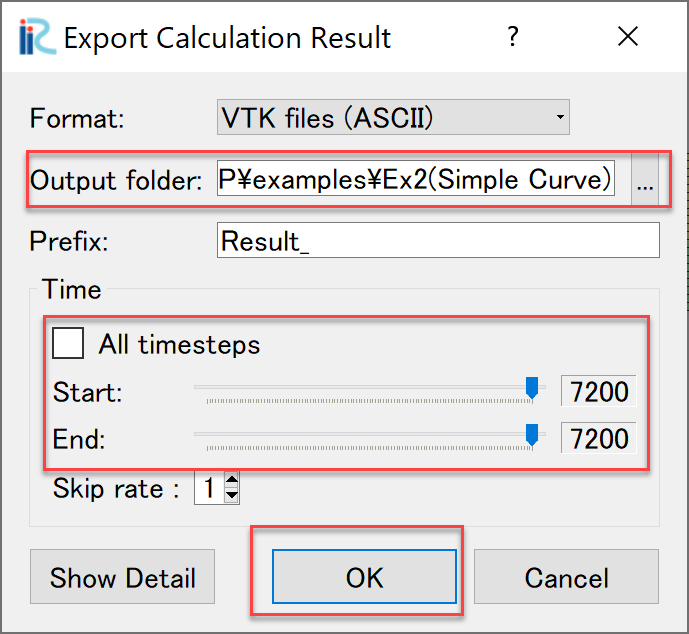 iRIC Export Calculation Result ? ×
Format: VTK files (ASCII)
Output folder: P¥examples¥Ex2(Simple Curve) ...
Prefix: Result_
Time
All timesteps
Start: 7200
End: 7200
Skip rate : 1
Show Detail OK Cancel